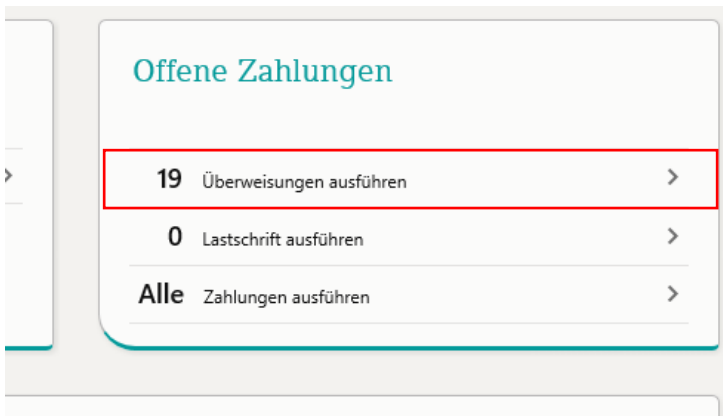 Offene Zahlungen
19 Überweisungen ausführen
0 Lastschrift ausführen
Alle Zahlungen ausführen